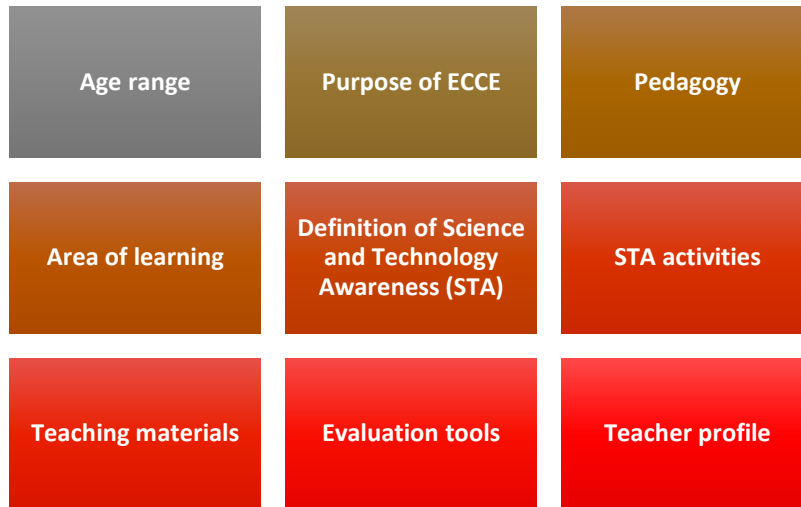 Age range
Purpose of ECCE
Pedagogy
Area of learning
Definition of Science
and Technology
Awareness (STA)
STA activities
Teaching materials
Evaluation tools
Teacher profile